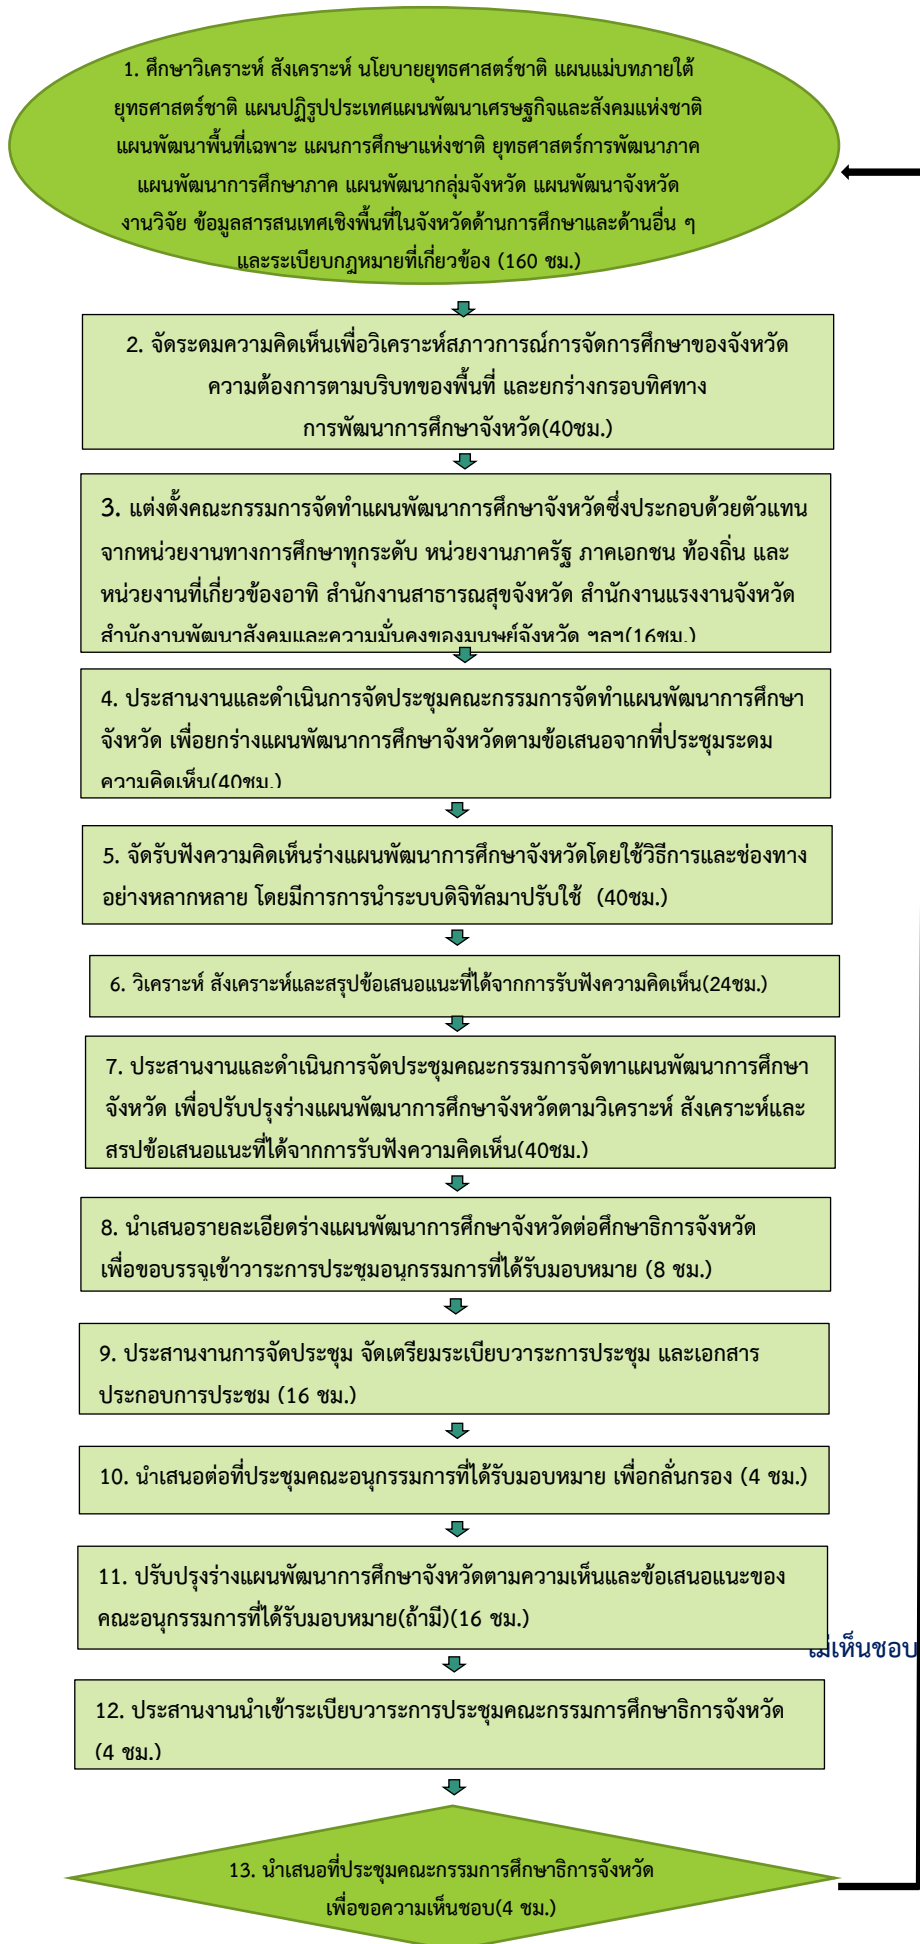 1. ศึกษาวิเคราะห์ สังเคราะห์ นโยบายยุทธศาสตร์ชาติ แผนแม่บทภายใต้
ยุทธศาสตร์ชาติ แผนปฏิรูปประเทศแผนพัฒนาเศรษฐกิจและสังคมแห่งชาติ
แผนพัฒนาพื้นที่เฉพาะ แผนการศึกษาแห่งชาติ ยุทธศาสตร์การพัฒนาภาค
แผนพัฒนาการศึกษาภาค แผนพัฒนากลุ่มจังหวัด แผนพัฒนาจังหวัด
งานวิจัย ข้อมูลสารสนเทศเชิงพื้นที่ในจังหวัดด้านการศึกษาและด้านอื่น ๆ
และระเบียบกฎหมายที่เกี่ยวข้อง (160 ชม.)
2. จัดระดมความคิดเห็นเพื่อวิเคราะห์สภาวการณ์การจัดการศึกษาของจังหวัด
ความต้องการตามบริบทของพื้นที่ และยกร่างกรอบทิศทาง
การพัฒนาการศึกษาจังหวัด(40ชม.)
3. แต่งตั้งคณะกรรมการจัดทำแผนพัฒนาการศึกษาจังหวัดซึ่งประกอบด้วยตัวแทน
จากหน่วยงานทางการศึกษาทุกระดับ หน่วยงานภาครัฐ ภาคเอกชน ท้องถิ่น และ
หน่วยงานที่เกี่ยวข้องอาทิ สำนักงานสาธารณสุขจังหวัด สำนักงานแรงงานจังหวัด
สำนักงานพัฒนาสังคมและความมั่นคงของมนุษย์จังหวัด ฯลฯ(16ชม.)
4. ประสานงานและดำเนินการจัดประชุมคณะกรรมการจัดทำแผนพัฒนาการศึกษา
จังหวัด เพื่อยกร่างแผนพัฒนาการศึกษาจังหวัดตามข้อเสนอจากที่ประชุมระดม
ความคิดเห็น(40ชม.)
5. จัดรับฟังความคิดเห็นร่างแผนพัฒนาการศึกษาจังหวัดโดยใช้วิธีการและช่องทาง
อย่างหลากหลาย โดยมีการการนำระบบดิจิทัลมาปรับใช้ (40ชม.)
6. วิเคราะห์ สังเคราะห์และสรุปข้อเสนอแนะที่ได้จากการรับฟังความคิดเห็น(24ชม.)
7. ประสานงานและดำเนินการจัดประชุมคณะกรรมการจัดทาแผนพัฒนาการศึกษา
จังหวัด เพื่อปรับปรุงร่างแผนพัฒนาการศึกษาจังหวัดตามวิเคราะห์ สังเคราะห์และ
สรุปข้อเสนอแนะที่ได้จากการรับฟังความคิดเห็น(40ชม.)
8. นำเสนอรายละเอียดร่างแผนพัฒนาการศึกษาจังหวัดต่อศึกษาธิการจังหวัด
เพื่อขอบรรจุเข้าวาระการประชุมอนุกรรมการที่ได้รับมอบหมาย (8 ชม.)
9. ประสานงานการจัดประชุม จัดเตรียมระเบียบวาระการประชุม และเอกสาร
ประกอบการประชุม (16 ชม.)
10. นำเสนอต่อที่ประชุมคณะอนุกรรมการที่ได้รับมอบหมาย เพื่อกลั่นกรอง (4 ชม.)
11. ปรับปรุงร่างแผนพัฒนาการศึกษาจังหวัดตามความเห็นและข้อเสนอแนะของ
คณะอนุกรรมการที่ได้รับมอบหมาย(ถ้ามี)(16 ชม.)
ไม่เห็นชอบ
12. ประสานงานนำเข้าระเบียบวาระการประชุมคณะกรรมการศึกษาธิการจังหวัด
(4 ชม.)
13. นำเสนอที่ประชุมคณะกรรมการศึกษาธิการจังหวัด
เพื่อขอความเห็นชอบ(4 ชม.)